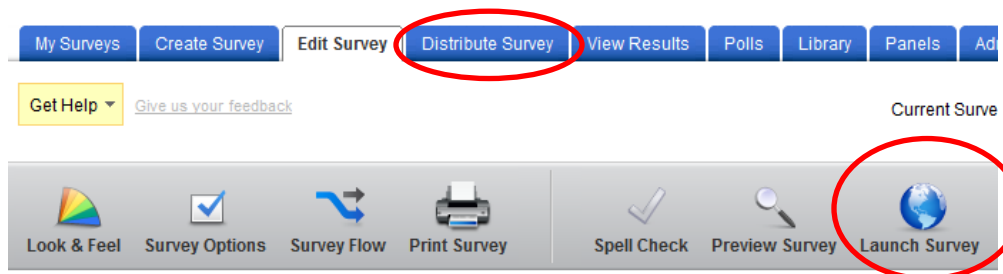 My Surveys Create Survey Edit Survey Distribute Survey View Results Polls Library Panels
Get Help Give us your feedback Current Surve
Look & Feel Survey Options Survey Flow Print Survey Spell Check Preview Survey Launch Survey